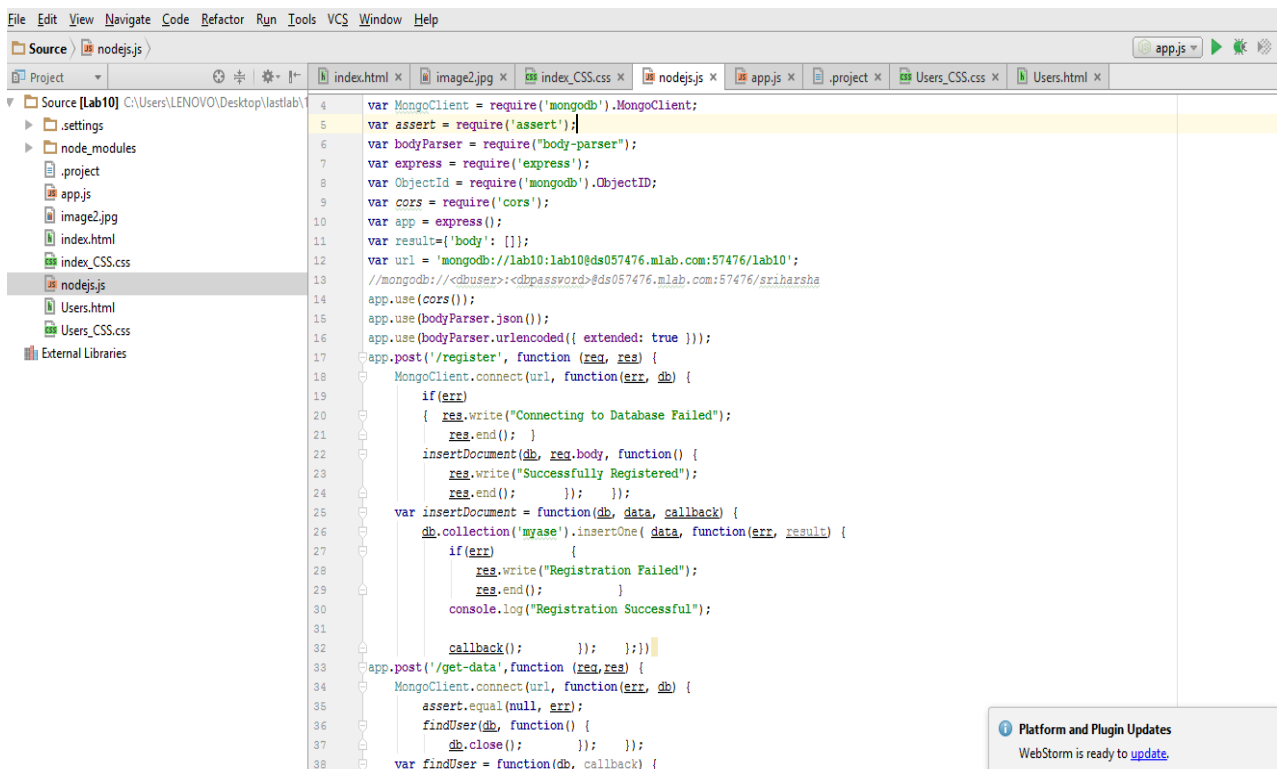 File Edit View Navigate Code Refactor Run Tools VCS Window Help
Source nodejs.js app.js
Project index.html image2.jpg index_CSS.css nodejs.js app.js .project Users_CSS.css Users.html
Source [Lab10] C:\Users\LENOVO\Desktop\lastlab\1
.settings
node_modules
.project
app.js
image2.jpg
index.html
index_CSS.css
nodejs.js
Users.html
Users_CSS.css
External Libraries
4 var MongoClient = require('mongodb').MongoClient;
5 var assert = require('assert');
6 var bodyParser = require("body-parser");
7 var express = require('express');
8 var ObjectId = require('mongodb').ObjectID;
9 var cors = require('cors');
10 var app = express();
11 var result={'body': []};
12 var url = 'mongodb://lab10:lab10@ds057476.mlab.com:57476/lab10';
13 //mongodb://<dbuser>:<dbpassword>@ds057476.mlab.com:57476/sriharsha
14 app.use(cors());
15 app.use(bodyParser.json());
16 app.use(bodyParser.urlencoded({ extended: true }));
17 app.post('/register', function (req, res) {
18 MongoClient.connect(url, function(err, db) {
19 if(err)
20 { res.write("Connecting to Database Failed");
21 res.end(); }
22 insertDocument(db, req.body, function() {
23 res.write("Successfully Registered");
24 res.end(); }); });
25 var insertDocument = function(db, data, callback) {
26 db.collection('myase').insertOne( data, function(err, result) {
27 if(err) {
28 res.write("Registration Failed");
29 res.end(); }
30 console.log("Registration Successful");
31
32 callback(); }); };})
33 app.post('/get-data',function (req,res) {
34 MongoClient.connect(url, function(err, db) {
35 assert.equal(null, err);
36 findUser(db, function() {
37 db.close(); }); });
38 var findUser = function(db, callback) {
Platform and Plugin Updates
WebStorm is ready to update.